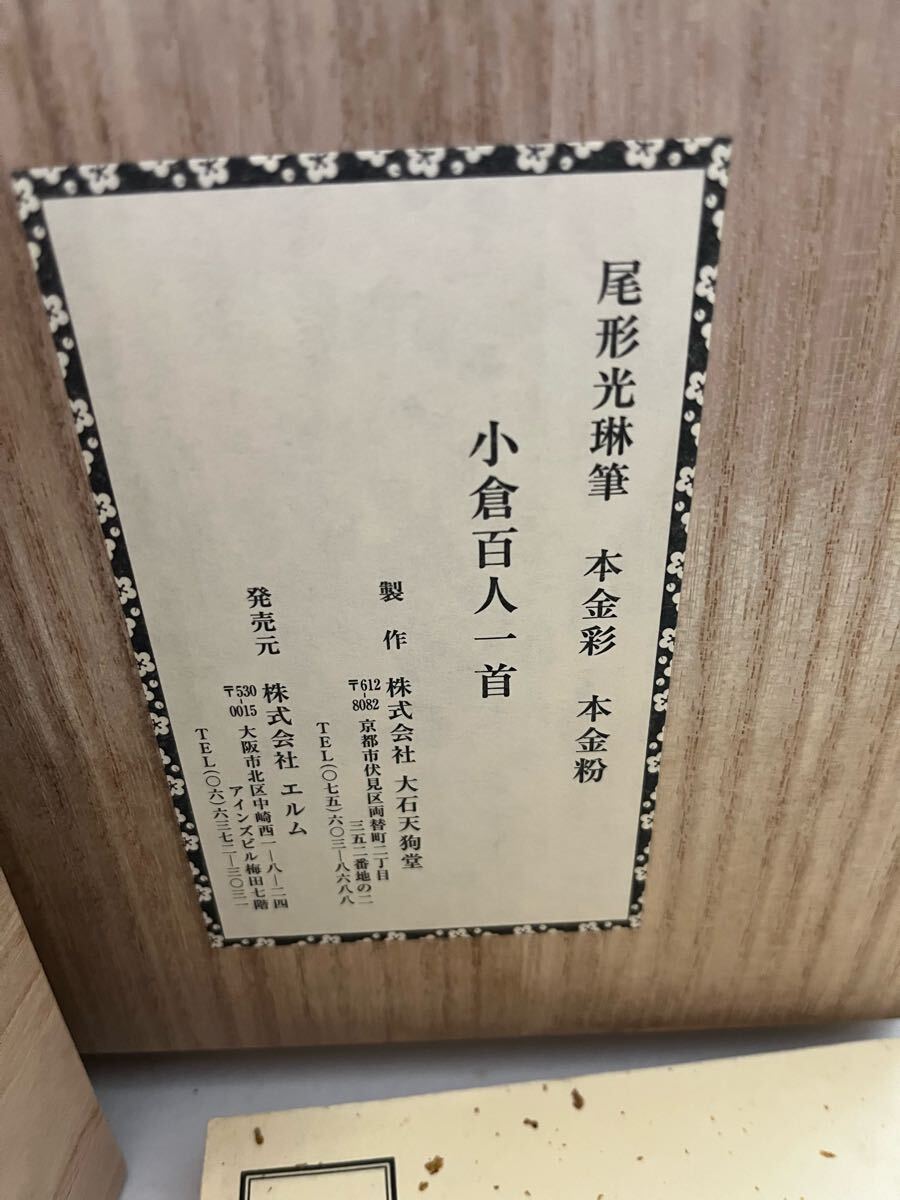 尾形光琳筆　本金彩　本金粉
小倉百人一首
製作　株式会社 大石天狗堂
〒612-8082 京都市伏見区両替町二丁目
三五二番地の二
TEL(〇七五)六〇三—八六八八
発売元　株式会社 エルム
〒530-0015 大阪市北区中崎西一—八—二四
アインズビル梅田七階
TEL(〇六)六三七二—三〇三一